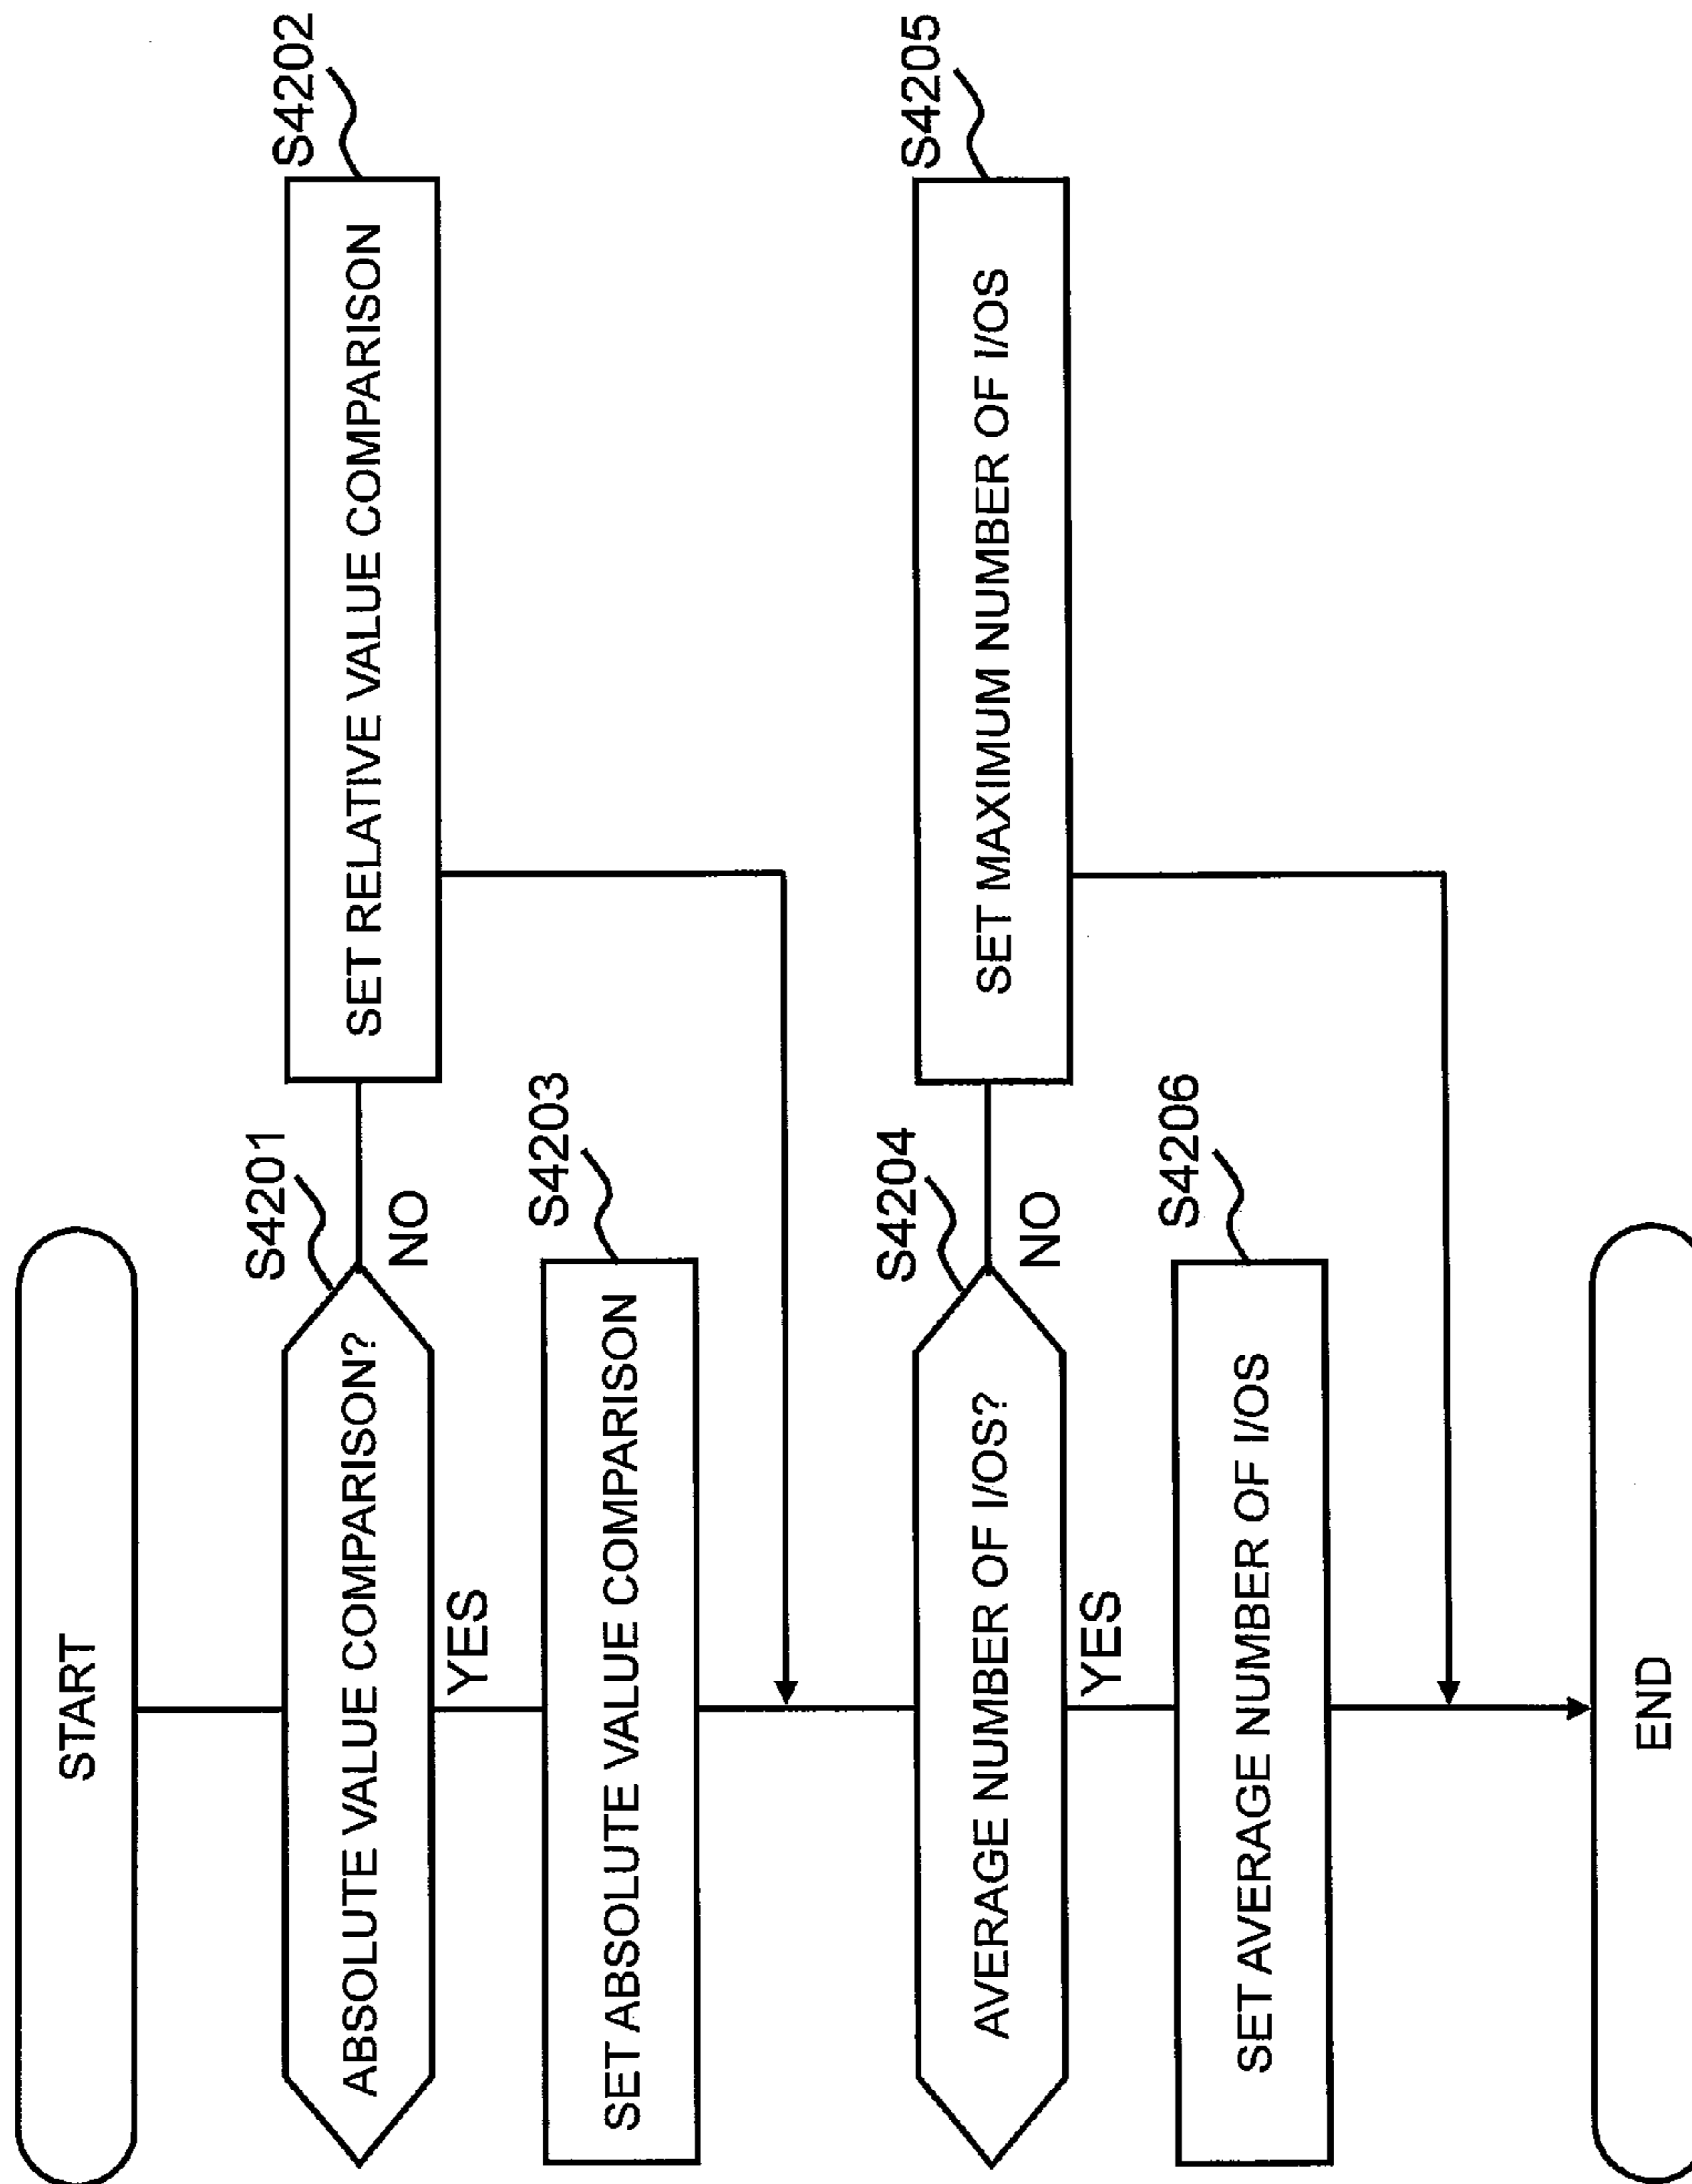 START
S4201
ABSOLUTE VALUE COMPARISON?
NO
S4202
SET RELATIVE VALUE COMPARISON
YES
S4203
SET ABSOLUTE VALUE COMPARISON
S4204
AVERAGE NUMBER OF I/OS?
NO
S4205
SET MAXIMUM NUMBER OF I/OS
YES
S4206
SET AVERAGE NUMBER OF I/OS
END